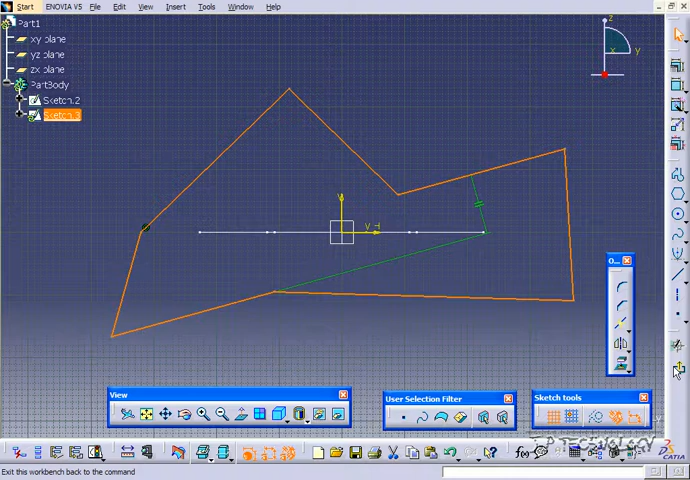 Start ENOVIA V5 File Edit View Insert Tools Window Help
Part1
xy plane
yz plane
zx plane
PartBody
Sketch.2
Sketch.3
z
x y
V
H
O...
View
User Selection Filter
Sketch tools
TECHNOLOGY
CATIA
Exit this workbench back to the command